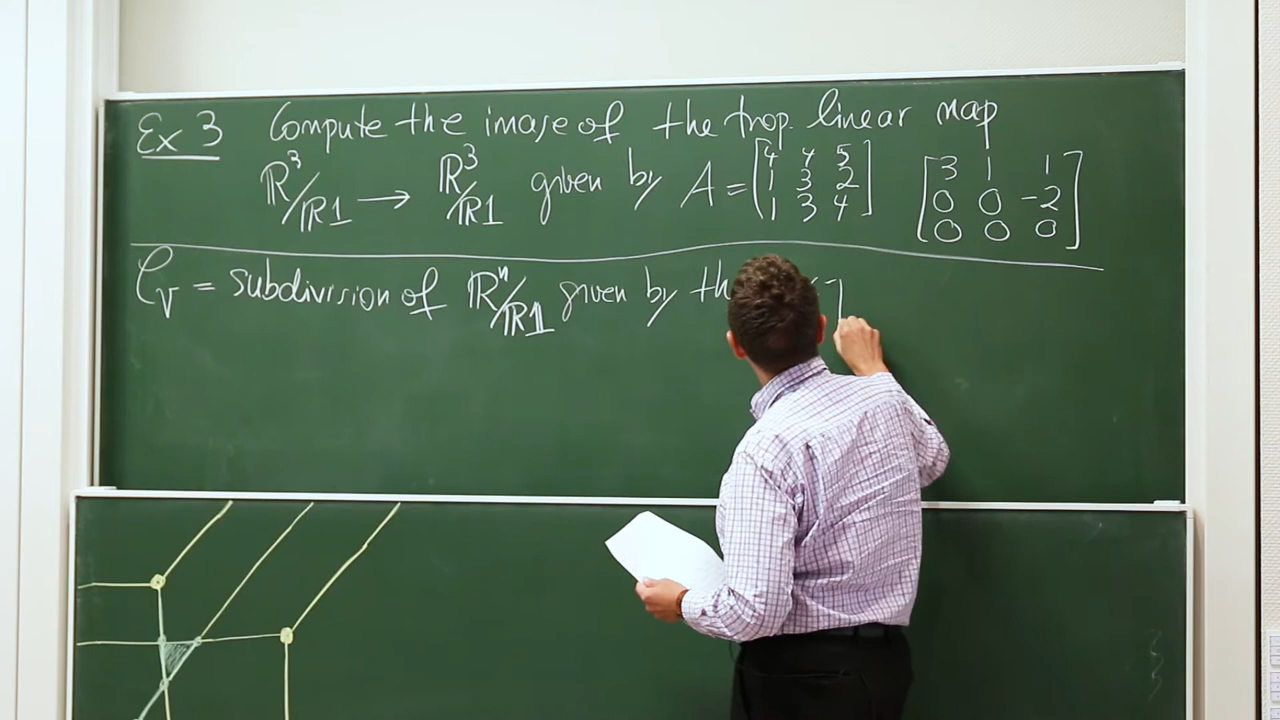 Ex 3 Compute the image of the trop. linear map
ℝ³/ℝ𝟙 → ℝ³/ℝ𝟙 given by A = [4 4 5; 1 3 2; 1 3 4] [3 1 1; 0 0 -2; 0 0 0]
𝒞_V = subdivision of ℝⁿ/ℝ𝟙 given by